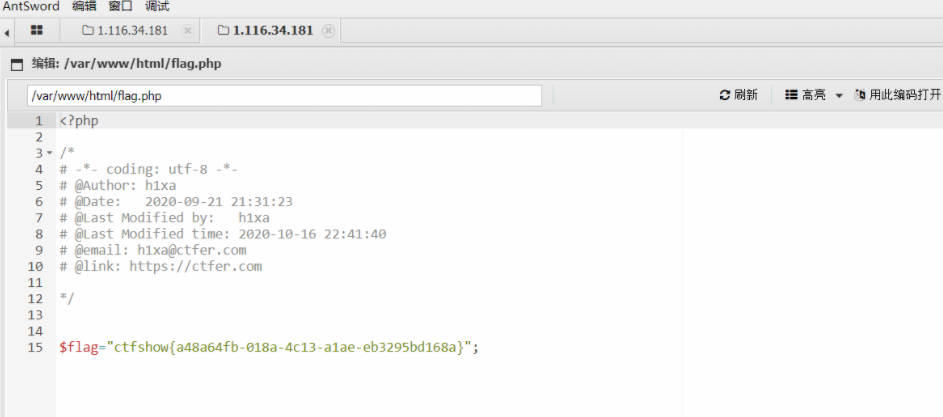 AntSword 编辑 窗口 调试
1.116.34.181 1.116.34.181
编辑: /var/www/html/flag.php
/var/www/html/flag.php 刷新 高亮 用此编码打开
1 <?php
2
3 /*
4 # -*- coding: utf-8 -*-
5 # @Author: h1xa
6 # @Date:   2020-09-21 21:31:23
7 # @Last Modified by:   h1xa
8 # @Last Modified time: 2020-10-16 22:41:40
9 # @email: h1xa@ctfer.com
10 # @link: https://ctfer.com
11
12 */
13
14
15 $flag="ctfshow{a48a64fb-018a-4c13-a1ae-eb3295bd168a}";